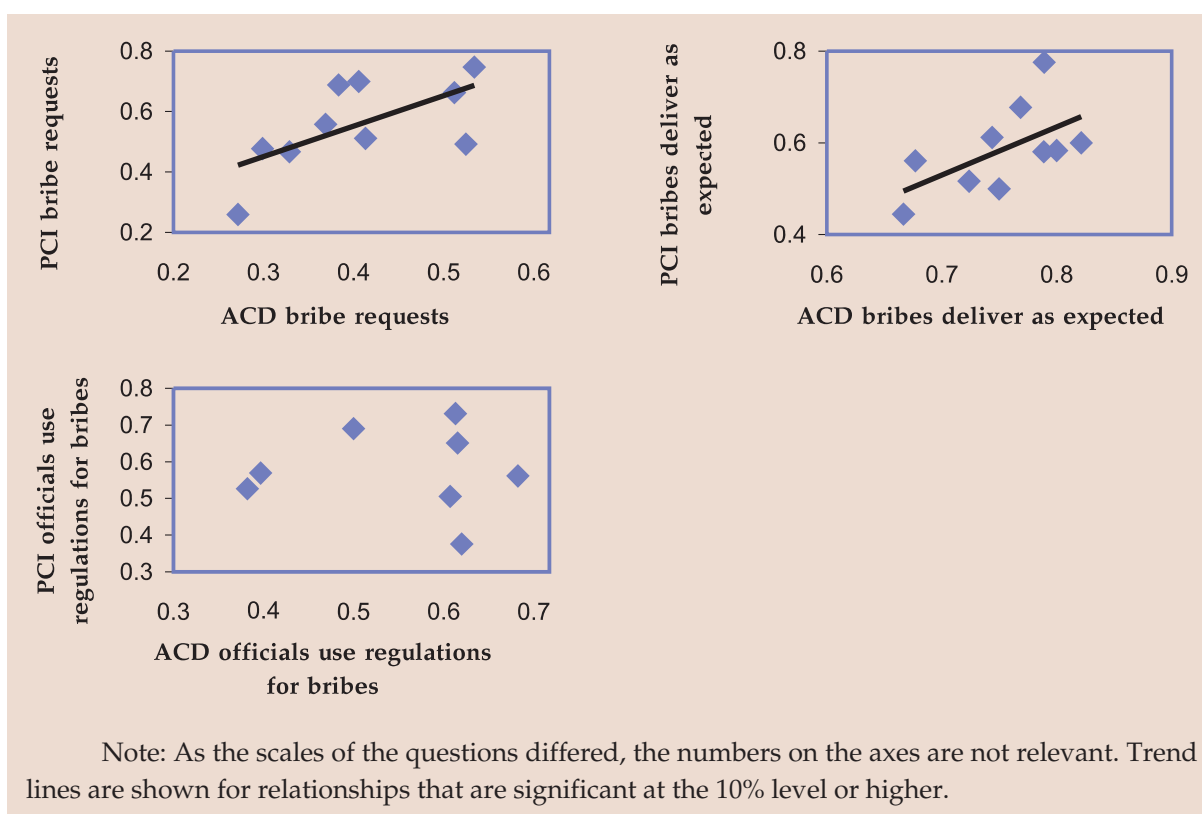 0.8
0.6
0.4
0.2
PCI bribe requests
0.2 0.3 0.4 0.5 0.6
ACD bribe requests
0.8
0.6
0.4
PCI bribes deliver as
expected
0.6 0.7 0.8 0.9
ACD bribes deliver as expected
0.8
0.7
0.6
0.5
0.4
0.3
PCI officials use
regulations for bribes
0.3 0.4 0.5 0.6 0.7
ACD officials use regulations
for bribes
Note: As the scales of the questions differed, the numbers on the axes are not relevant. Trend
lines are shown for relationships that are significant at the 10% level or higher.